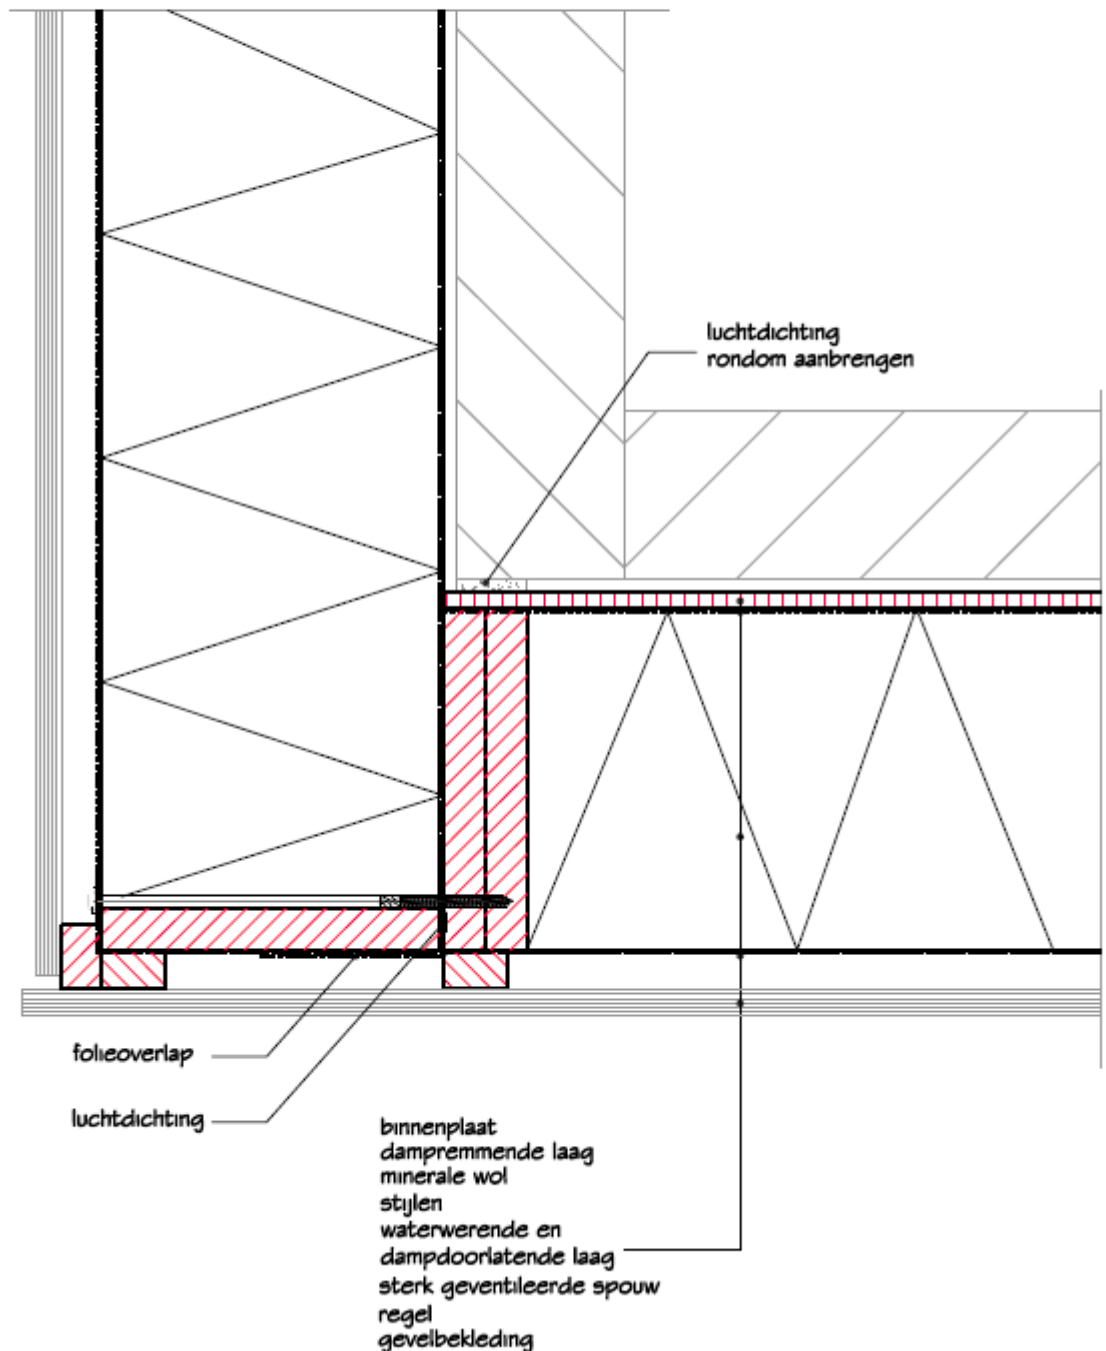 luchtdichting
rondom aanbrengen
folieoverlap
luchtdichting
binnenplaat
dampremmende laag
minerale wol
stijlen
waterwerende en
dampdoorlatende laag
sterk geventileerde spouw
regel
gevelbekleding